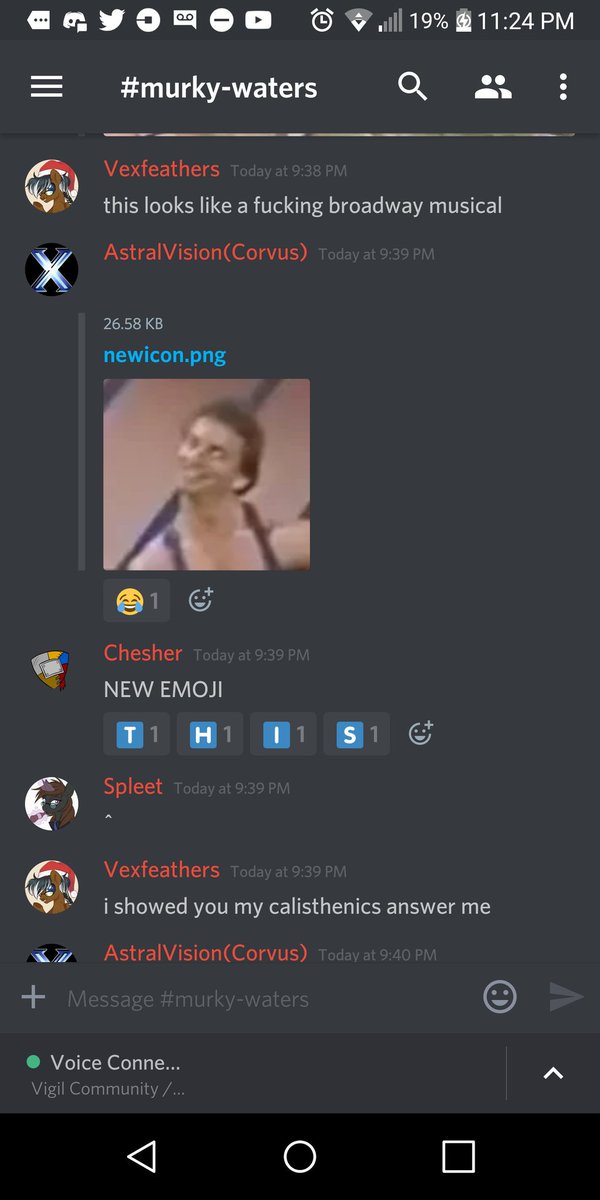 19% 11:24 PM
#murky-waters
Vexfeathers Today at 9:38 PM
this looks like a fucking broadway musical
AstralVision(Corvus) Today at 9:39 PM
26.58 KB
newicon.png
😂 1
Chesher Today at 9:39 PM
NEW EMOJI
T 1 H 1 I 1 S 1
Spleet Today at 9:39 PM
^
Vexfeathers Today at 9:39 PM
i showed you my calisthenics answer me
AstralVision(Corvus) Today at 9:40 PM
Message #murky-waters
Voice Conne...
Vigil Community /...